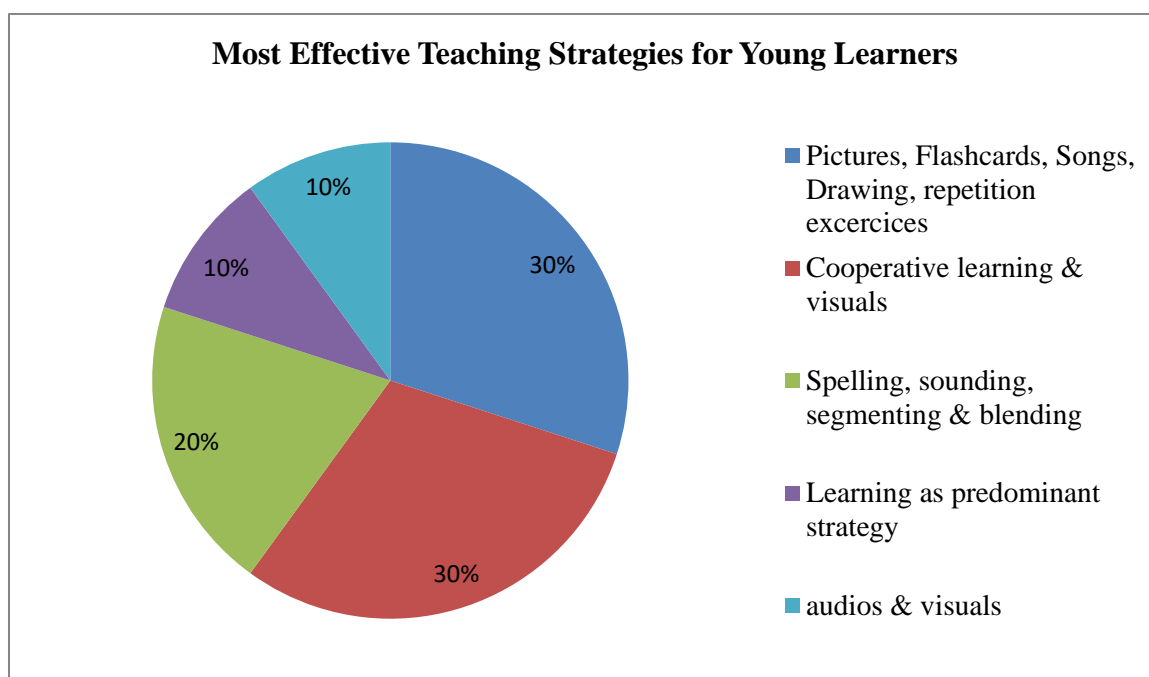 Most Effective Teaching Strategies for Young Learners
10%
10%
30%
20%
30%
Pictures, Flashcards, Songs,
Drawing, repetition
excercices
Cooperative learning &
visuals
Spelling, sounding,
segmenting & blending
Learning as predominant
strategy
audios & visuals